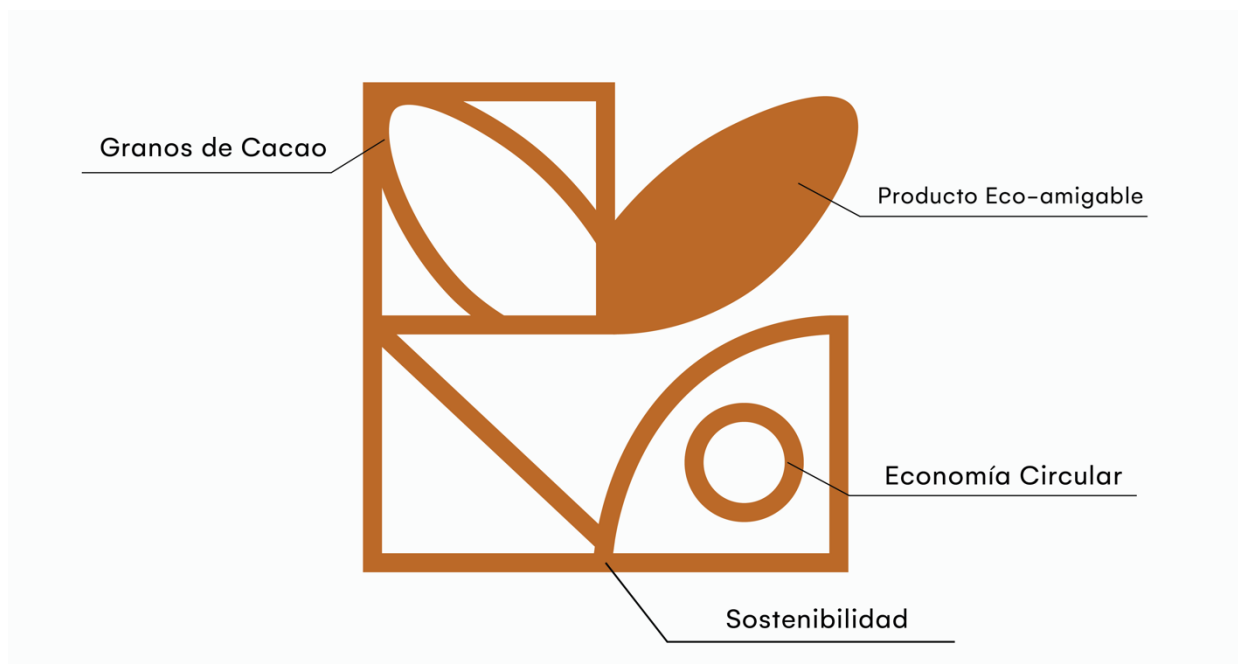 Granos de Cacao
Producto Eco-amigable
Economía Circular
Sostenibilidad